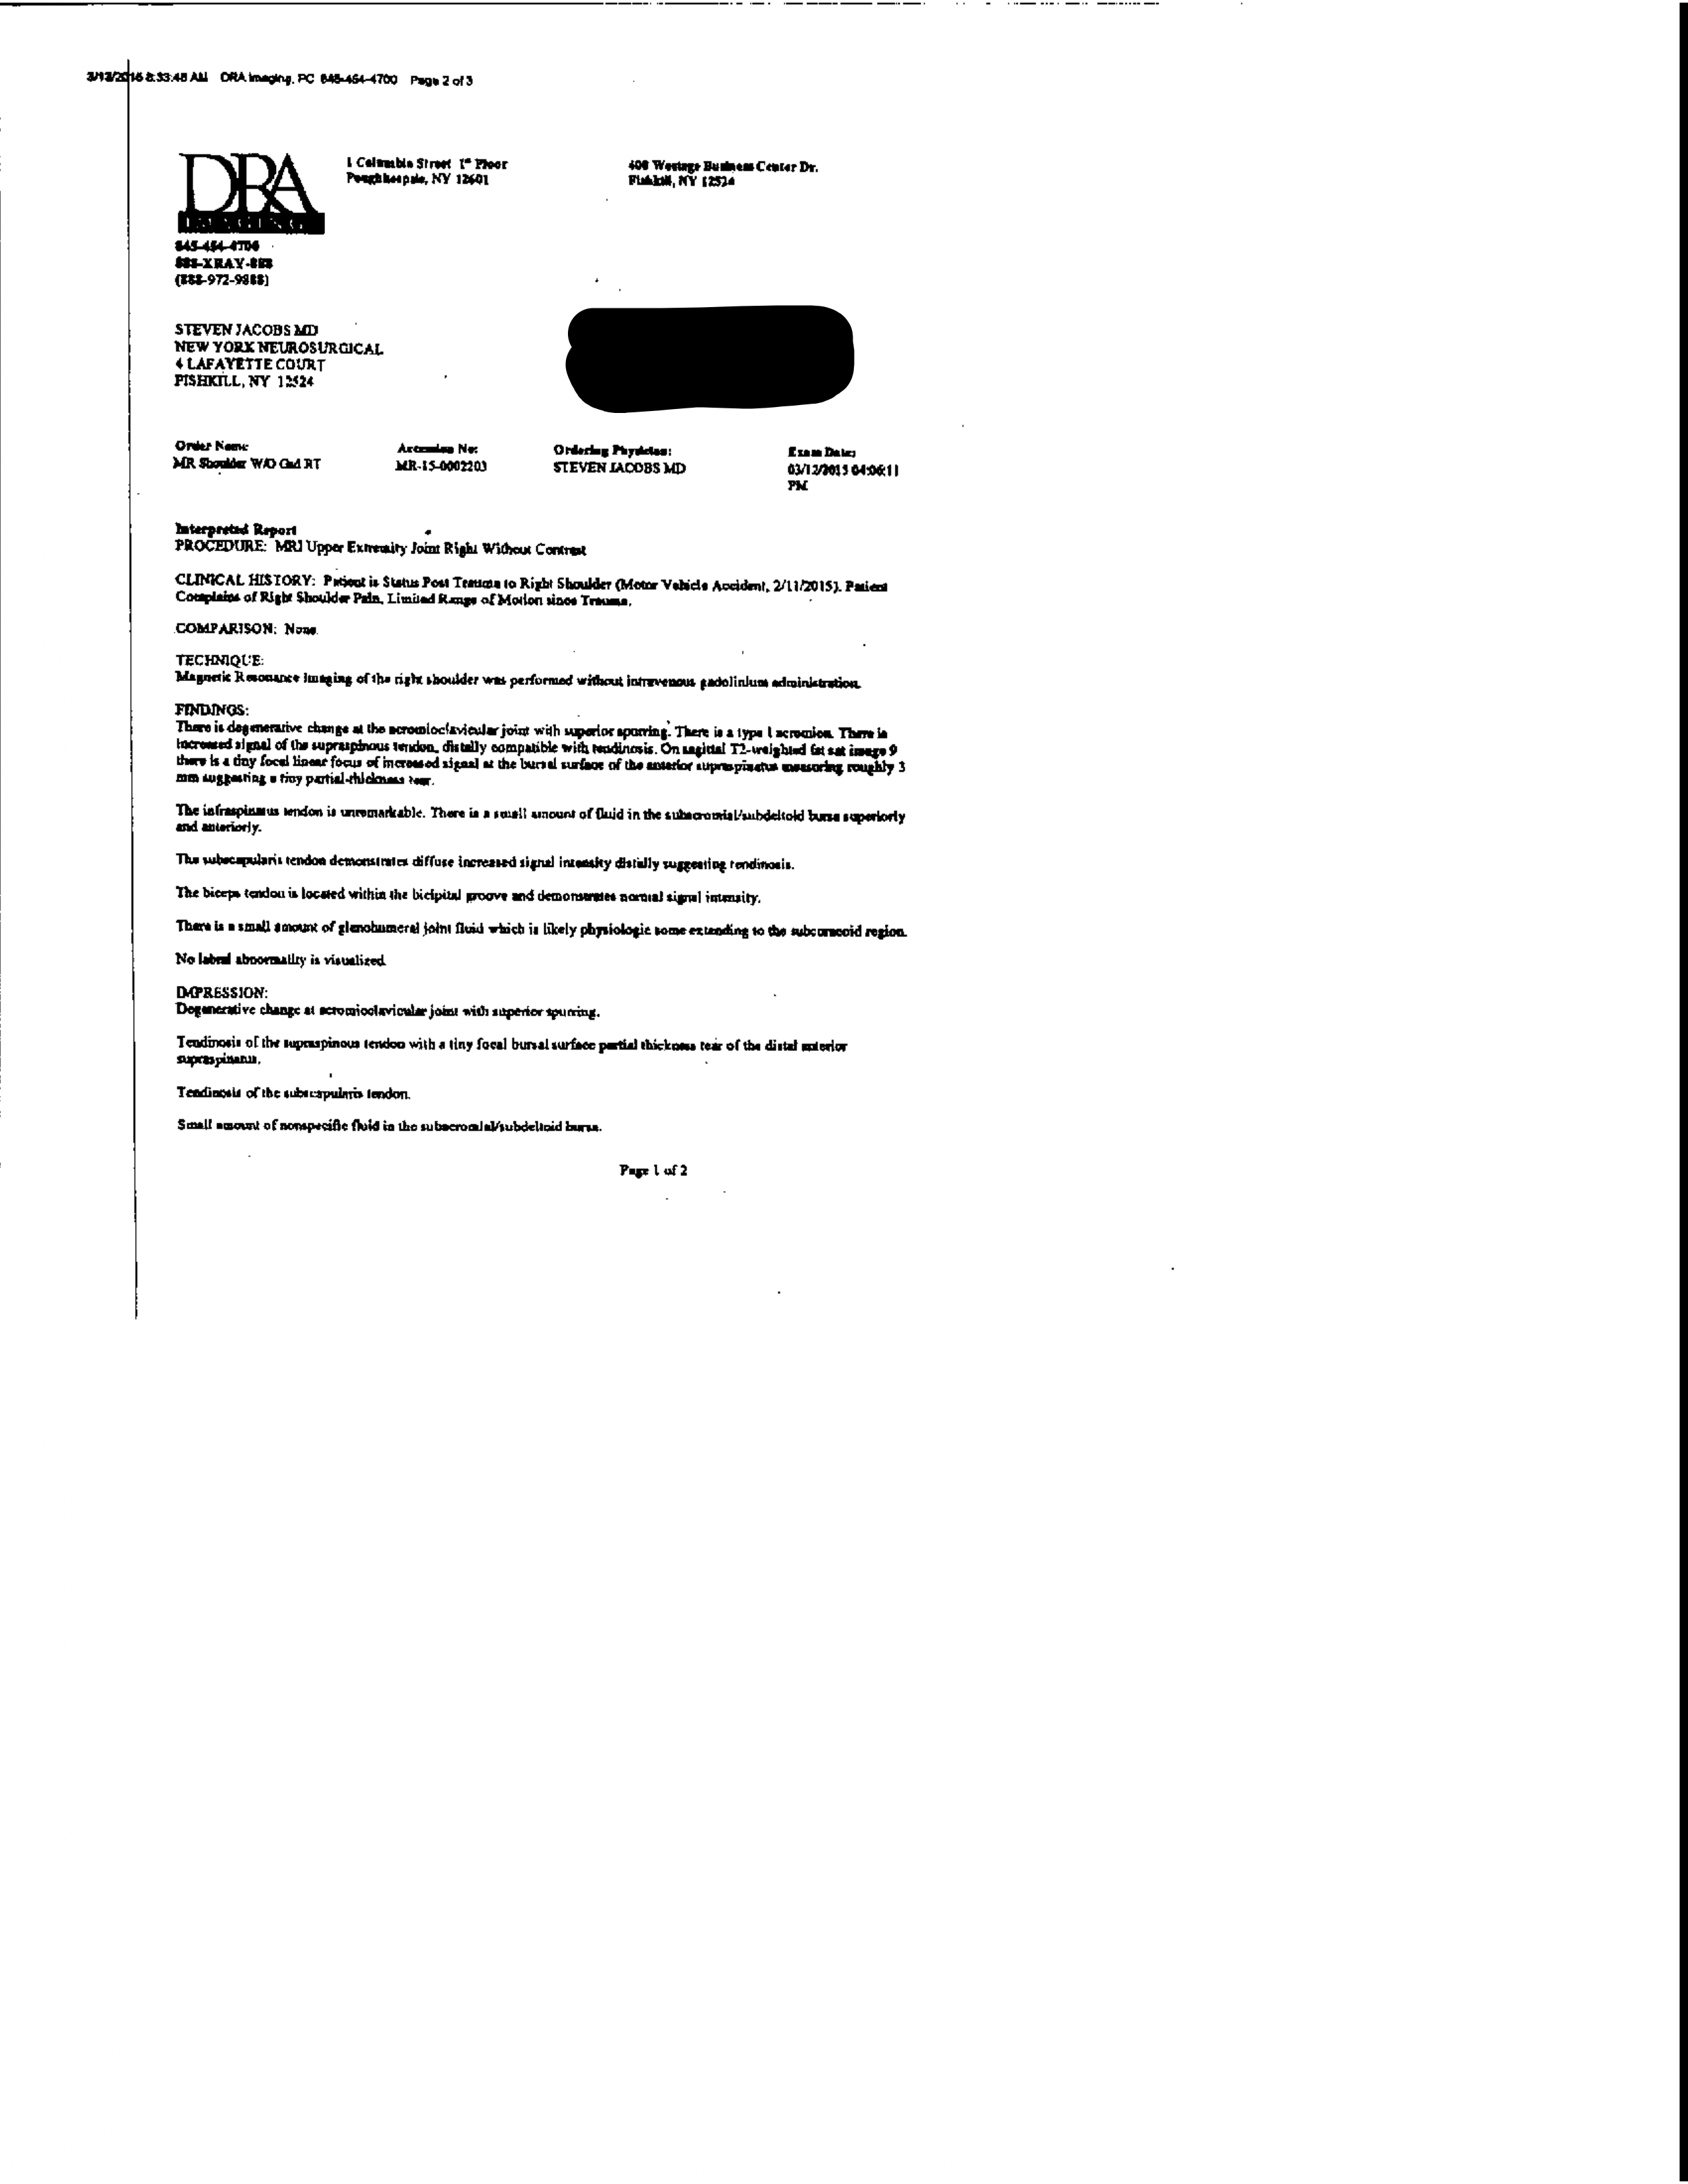 3/13/2015 8:33:48 AM DRA Imaging, PC 845-454-4700 Page 2 of 3
DRA
1 Columbia Street 1st Floor
Poughkeepsie, NY 12601
400 Westage Business Center Dr.
Fishkill, NY 12524
845-454-4700
888-XRAY-888
(888-972-9888)
STEVEN JACOBS MD
NEW YORK NEUROSURGICAL
4 LAFAYETTE COURT
FISHKILL, NY 12524
Order Name:
MR Shoulder W/O Gad RT
Accession No:
MR-15-0002203
Ordering Physician:
STEVEN JACOBS MD
Exam Date:
03/12/2015 04:06:11
PM
Interpreted Report
PROCEDURE: MRI Upper Extremity Joint Right Without Contrast
CLINICAL HISTORY: Patient is Status Post Trauma to Right Shoulder (Motor Vehicle Accident, 2/11/2015). Patient
Complains of Right Shoulder Pain, Limited Range of Motion since Trauma.
COMPARISON: None.
TECHNIQUE:
Magnetic Resonance Imaging of the right shoulder was performed without intravenous gadolinium administration.
FINDINGS:
There is degenerative change at the acromioclavicular joint with superior spurring. There is a type 1 acromion. There is
increased signal of the supraspinous tendon, distally compatible with tendinosis. On sagittal T2-weighted fat sat image 9
there is a tiny focal linear focus of increased signal at the bursal surface of the anterior supraspinatus measuring roughly 3
mm suggesting a tiny partial-thickness tear.
The infraspinatus tendon is unremarkable. There is a small amount of fluid in the subacromial/subdeltoid bursa superiorly
and anteriorly.
The subscapularis tendon demonstrates diffuse increased signal intensity distally suggesting tendinosis.
The biceps tendon is located within the bicipital groove and demonstrates normal signal intensity.
There is a small amount of glenohumeral joint fluid which is likely physiologic some extending to the subcoracoid region.
No labral abnormality is visualized.
IMPRESSION:
Degenerative change at acromioclavicular joint with superior spurring.
Tendinosis of the supraspinous tendon with a tiny focal bursal surface partial thickness tear of the distal anterior
supraspinatus.
Tendinosis of the subscapularis tendon.
Small amount of nonspecific fluid in the subacromial/subdeltoid bursa.
Page 1 of 2